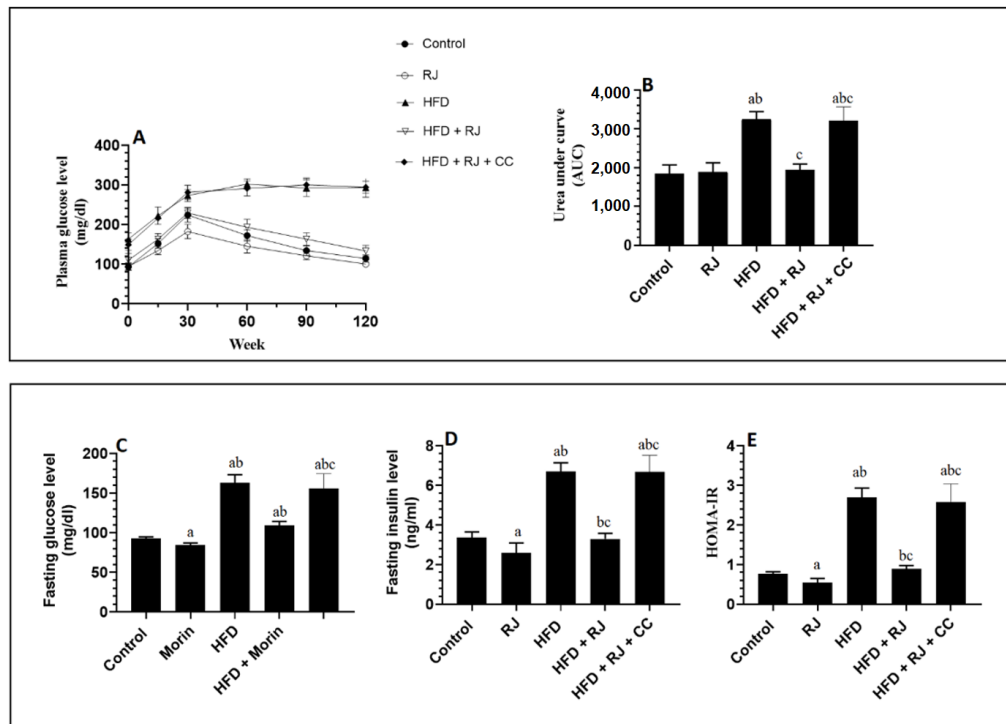 Control
RJ
HFD
HFD + RJ
HFD + RJ + CC
A
Plasma glucose level
(mg/dl)
400
300
200
100
0
0 30 60 90 120
Week
B
Urea under curve
(AUC)
4,000
3,000
2,000
1,000
0
ab
c
abc
Control
RJ
HFD
HFD + RJ
HFD + RJ + CC
C
Fasting glucose level
(mg/dl)
200
150
100
50
0
a
ab
ab
abc
Control
Morin
HFD
HFD + Morin
D
Fasting insulin level
(ng/ml)
8
6
4
2
0
a
ab
bc
abc
Control
RJ
HFD
HFD + RJ
HFD + RJ + CC
E
HOMA-IR
4
3
2
1
0
a
ab
bc
abc
Control
RJ
HFD
HFD + RJ
HFD + RJ + CC